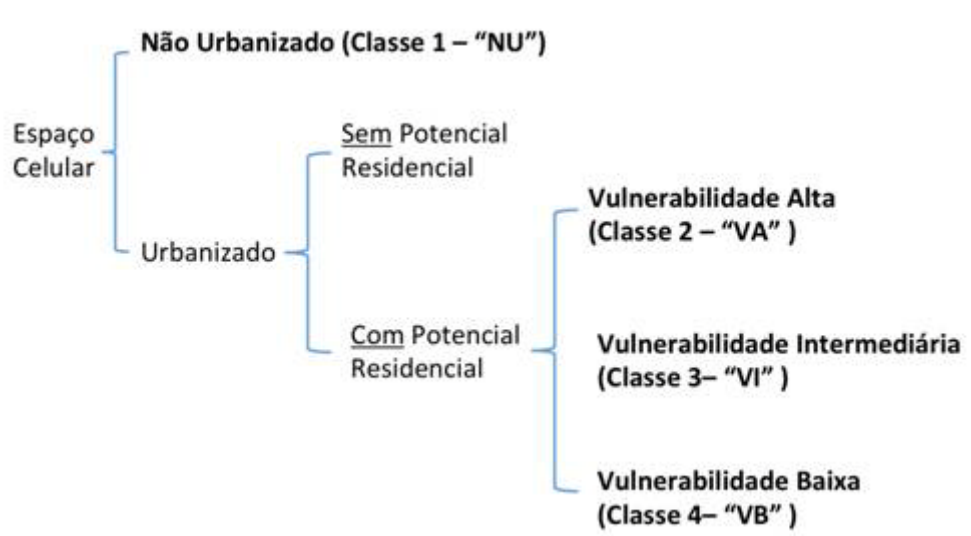 Não Urbanizado (Classe 1 – “NU”)
Espaço
Celular
Sem Potencial
Residencial
Urbanizado
Vulnerabilidade Alta
(Classe 2 – “VA” )
Com Potencial
Residencial
Vulnerabilidade Intermediária
(Classe 3– “VI” )
Vulnerabilidade Baixa
(Classe 4– “VB” )